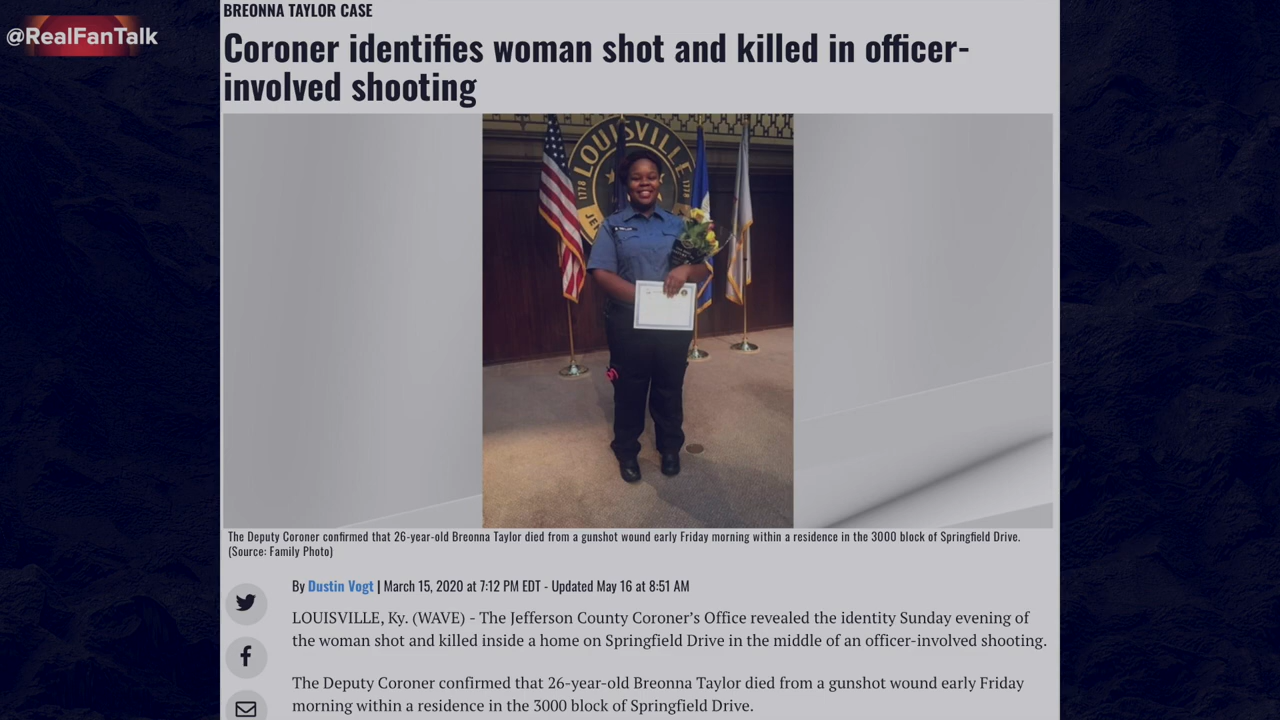 @RealFanTalk
BREONNA TAYLOR CASE
Coroner identifies woman shot and killed in officer-
involved shooting
LOUISVILLE
1778
1778
JE
The Deputy Coroner confirmed that 26-year-old Breonna Taylor died from a gunshot wound early Friday morning within a residence in the 3000 block of Springfield Drive.
(Source: Family Photo)
By Dustin Vogt | March 15, 2020 at 7:12 PM EDT - Updated May 16 at 8:51 AM
LOUISVILLE, Ky. (WAVE) - The Jefferson County Coroner’s Office revealed the identity Sunday evening of
the woman shot and killed inside a home on Springfield Drive in the middle of an officer-involved shooting.
The Deputy Coroner confirmed that 26-year-old Breonna Taylor died from a gunshot wound early Friday
morning within a residence in the 3000 block of Springfield Drive.